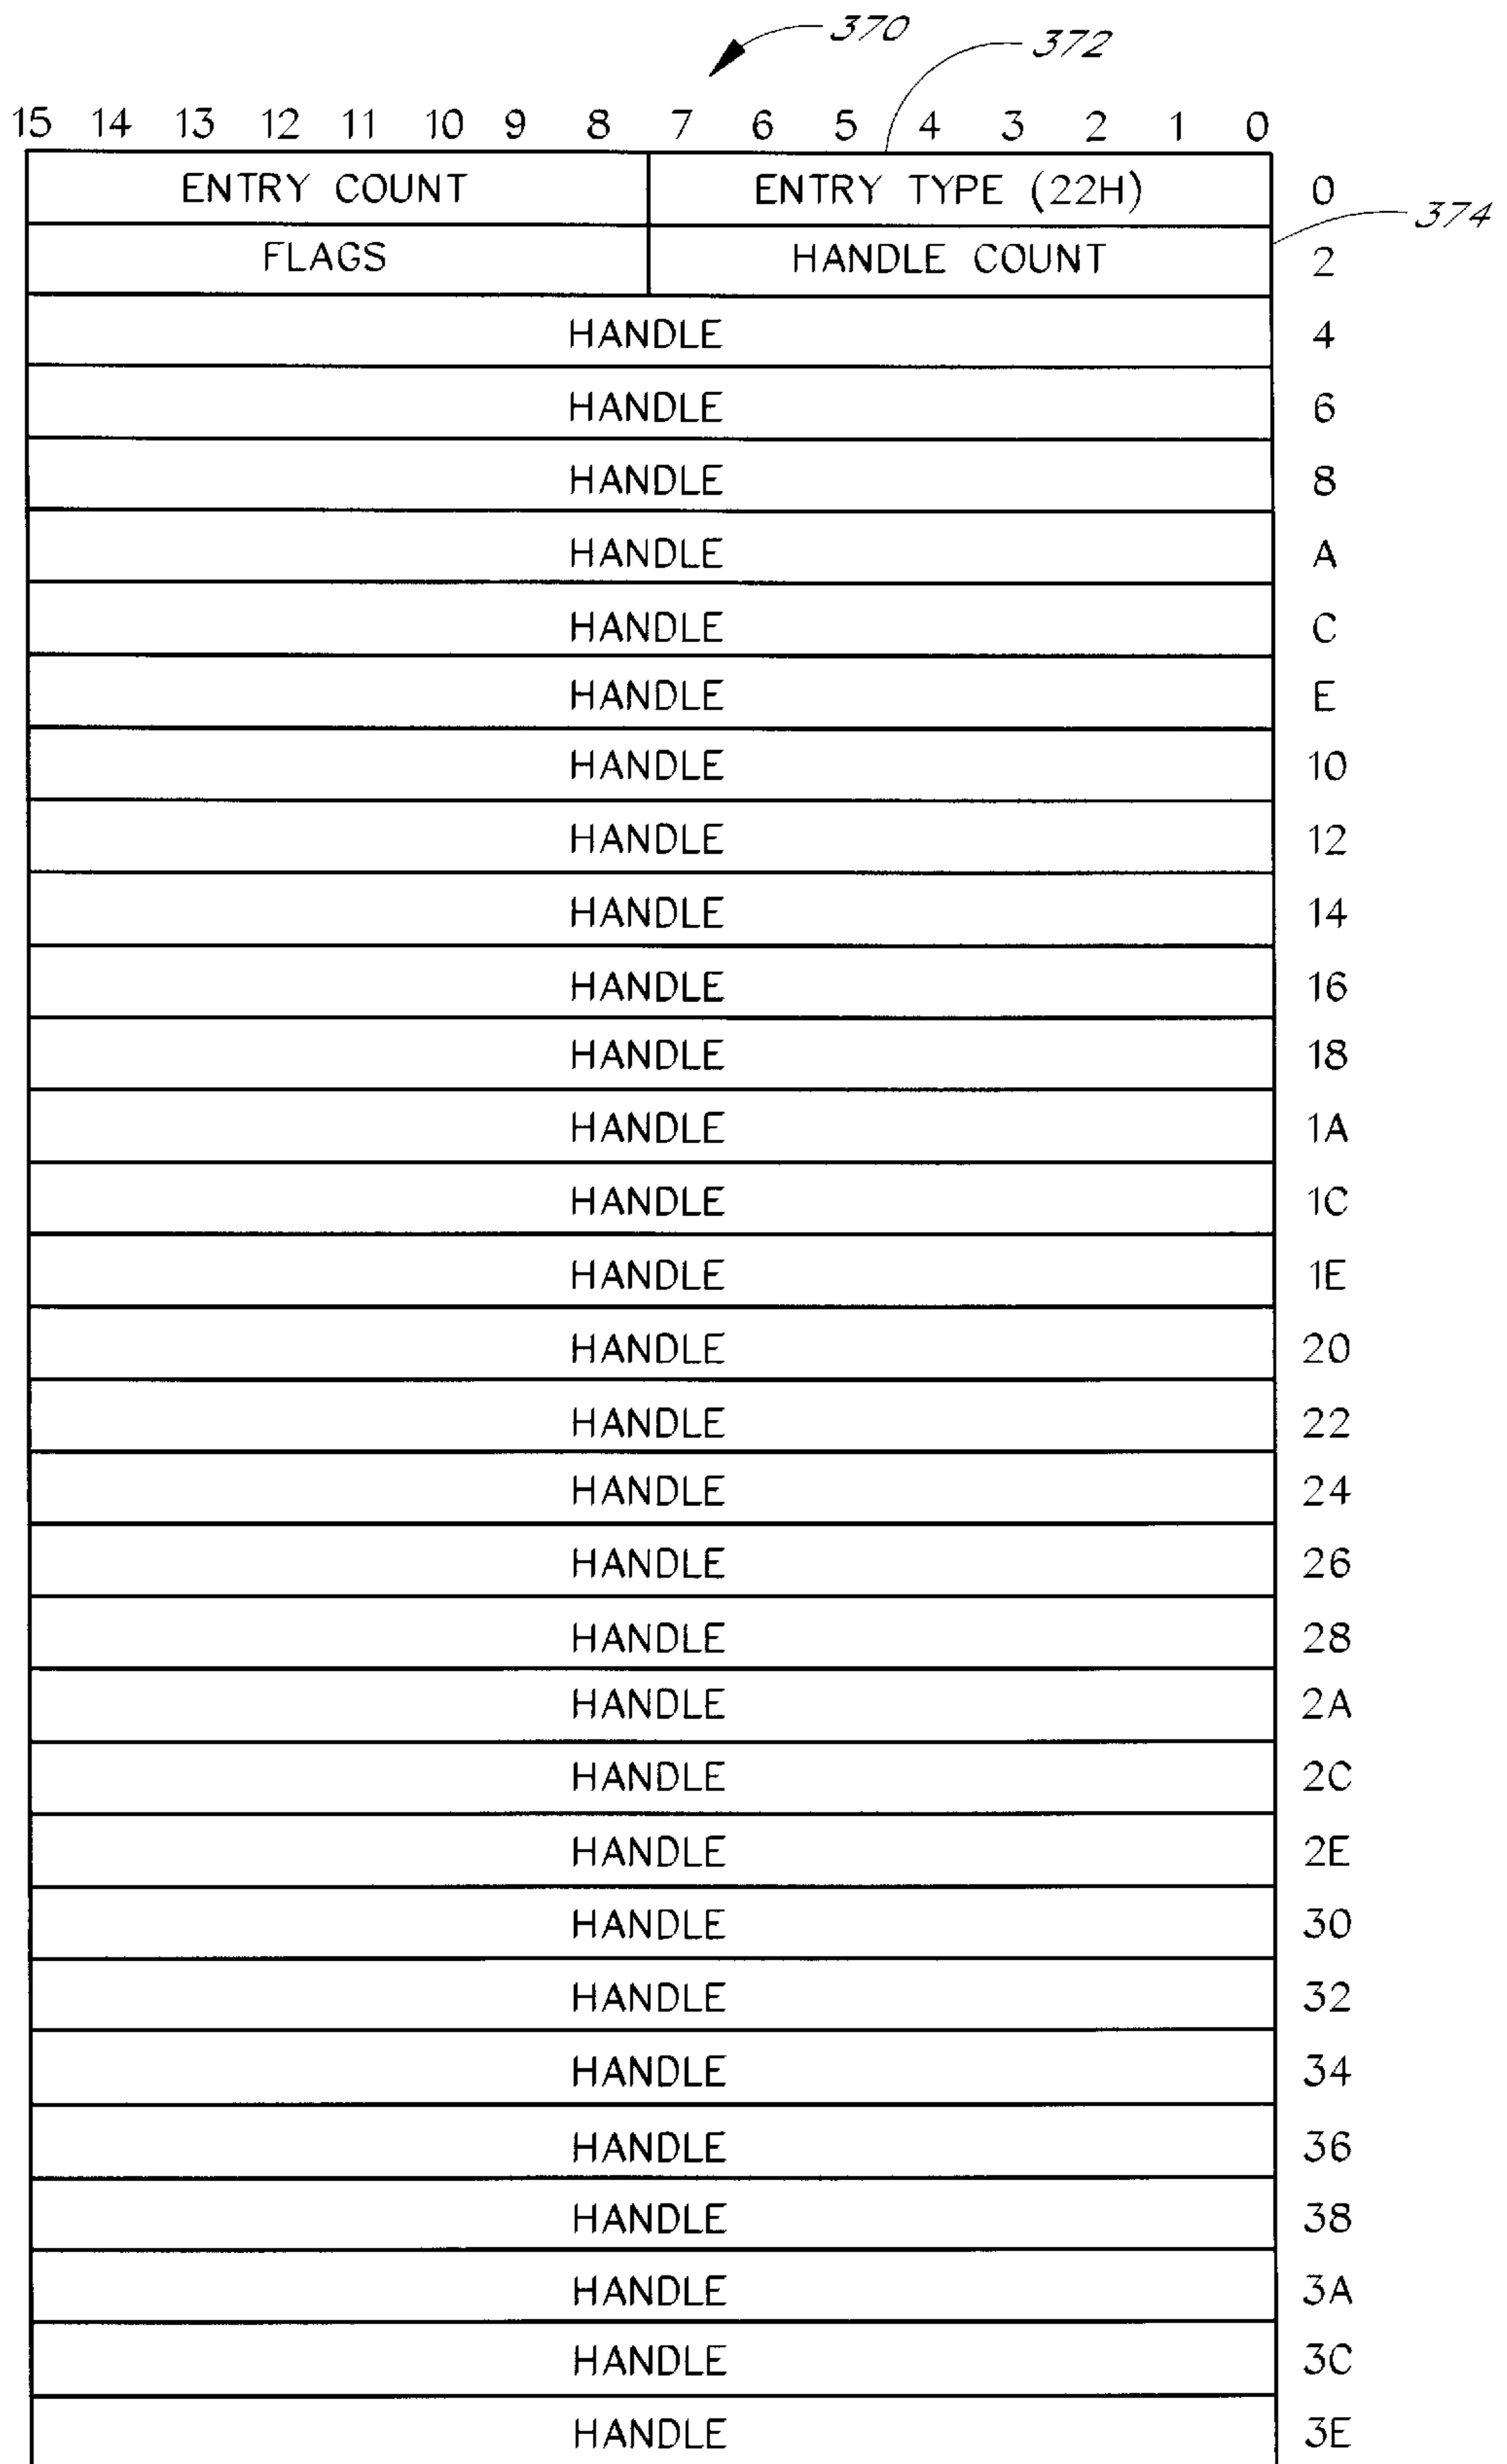 370
372
15 14 13 12 11 10 9 8 7 6 5 4 3 2 1 0
ENTRY COUNT ENTRY TYPE (22H) 0
374
FLAGS HANDLE COUNT 2
HANDLE 4
HANDLE 6
HANDLE 8
HANDLE A
HANDLE C
HANDLE E
HANDLE 10
HANDLE 12
HANDLE 14
HANDLE 16
HANDLE 18
HANDLE 1A
HANDLE 1C
HANDLE 1E
HANDLE 20
HANDLE 22
HANDLE 24
HANDLE 26
HANDLE 28
HANDLE 2A
HANDLE 2C
HANDLE 2E
HANDLE 30
HANDLE 32
HANDLE 34
HANDLE 36
HANDLE 38
HANDLE 3A
HANDLE 3C
HANDLE 3E